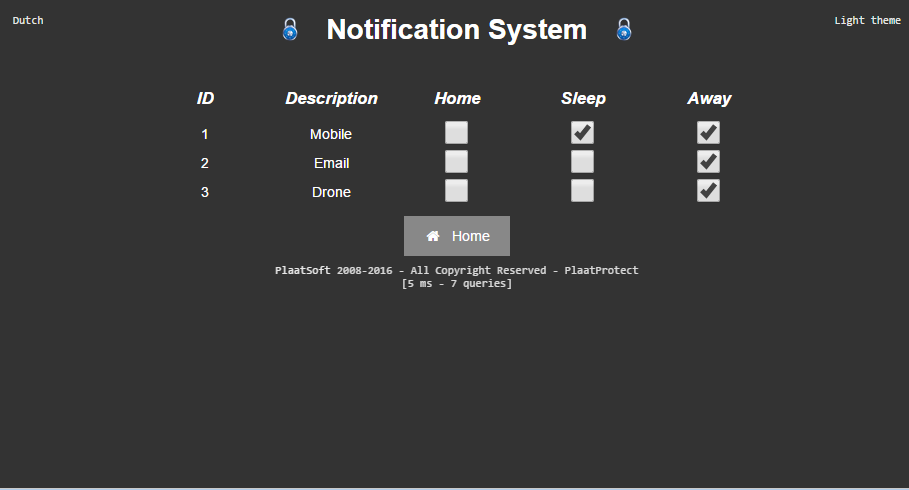 Dutch
Notification System
Light theme
ID Description Home Sleep Away
1 Mobile
2 Email
3 Drone
Home
PlaatSoft 2008-2016 - All Copyright Reserved - PlaatProtect
[5 ms - 7 queries]